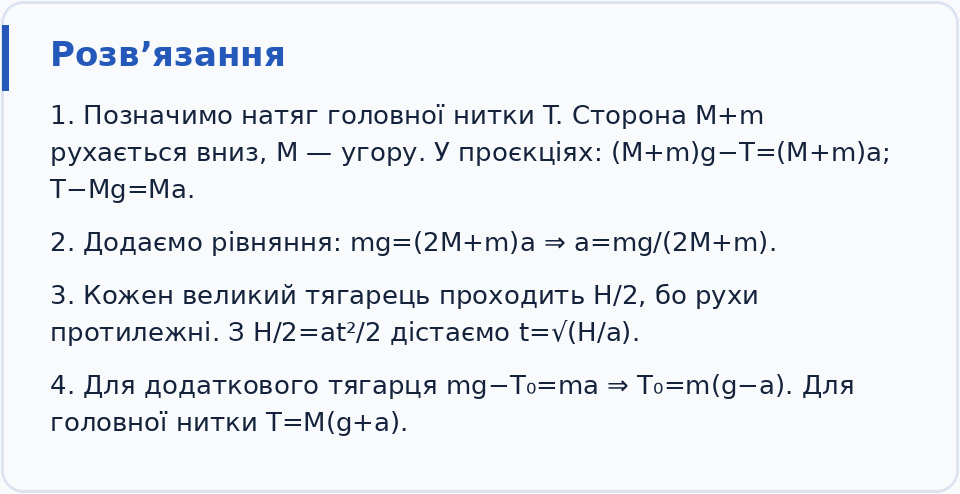 Розв’язання
1. Позначимо натяг головної нитки T. Сторона M+m
рухається вниз, M — угору. У проєкціях: (M+m)g−T=(M+m)a;
T−Mg=Ma.
2. Додаємо рівняння: mg=(2M+m)a ⇒ a=mg/(2M+m).
3. Кожен великий тягарець проходить H/2, бо рухи
протилежні. З H/2=at²/2 дістаємо t=√(H/a).
4. Для додаткового тягарця mg−T₀=ma ⇒ T₀=m(g−a). Для
головної нитки T=M(g+a).